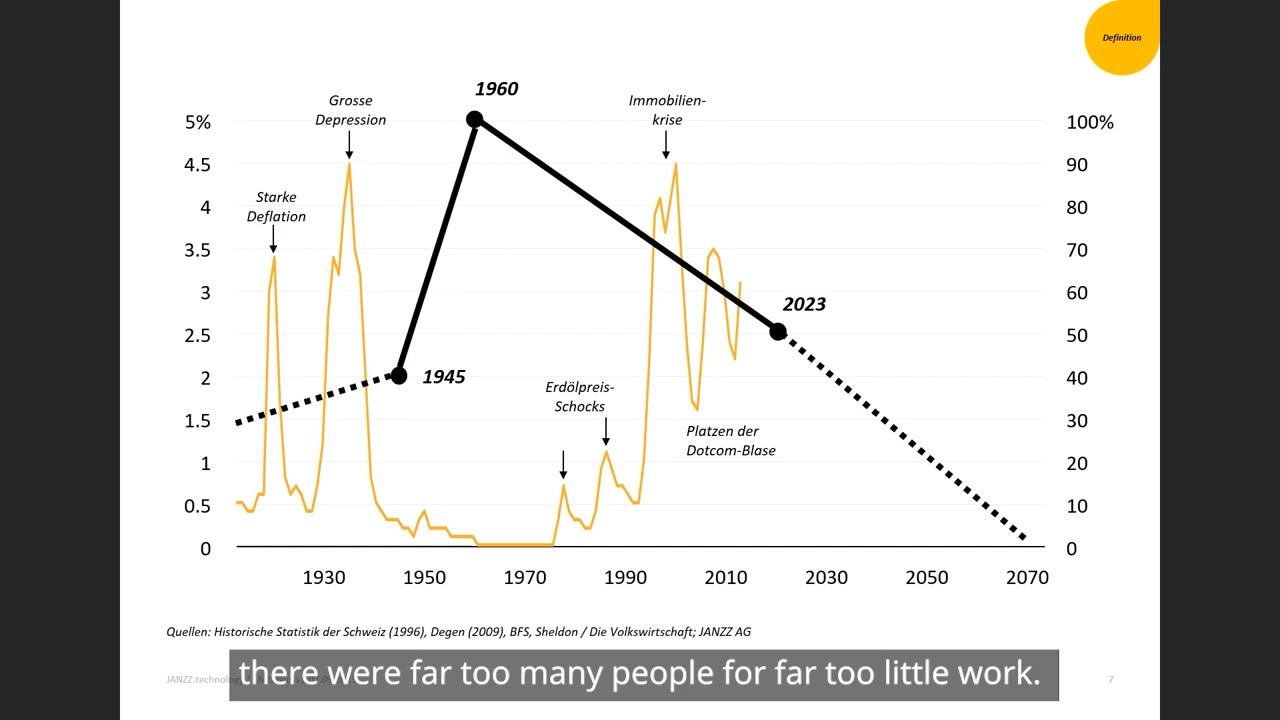 Definition
1960
Grosse
Depression
Immobilien-
krise
5%
100%
4.5
90
Starke
Deflation
4
80
3.5
70
3
60
2023
2.5
50
2
1945
40
Erdölpreis-
Schocks
1.5
30
Platzen der
Dotcom-Blase
1
20
0.5
10
0
0
1930
1950
1970
1990
2010
2030
2050
2070
Quellen: Historische Statistik der Schweiz (1996), Degen (2009), BFS, Sheldon / Die Volkswirtschaft; JANZZ AG
there were far too many people for far too little work.
JANZZ.technology
7